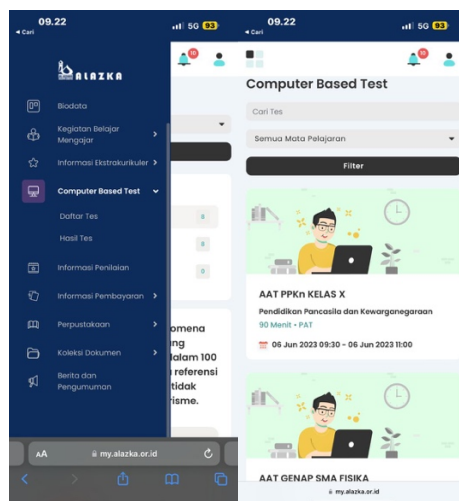 09.22
◀ Cari
5G 93
ALAZKA
10
Biodata
Kegiatan Belajar
Mengajar
Informasi Ekstrakurikuler
Computer Based Test
Daftar Tes
6
Hasil Tes
8
Informasi Penilaian
0
Informasi Pembayaran
Perpustakaan
omena
ng
dalam 100
referensi
Koleksi Dokumen
tidak
risme.
Berita dan
Pengumuman
AA
my.alazka.or.id
09.22
◀ Cari
5G 93
10
Computer Based Test
Cari Tes
Semua Mata Pelajaran
Filter
AAT PPKn KELAS X
Pendidikan Pancasila dan Kewarganegaraan
90 Menit • PAT
06 Jun 2023 09:30 - 06 Jun 2023 11:00
AAT GENAP SMA FISIKA
my.alazka.or.id